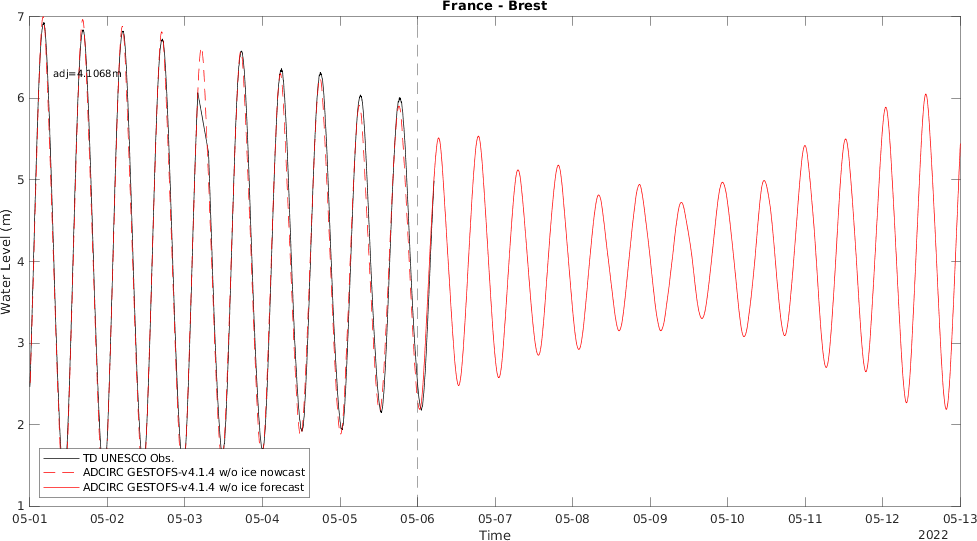 France - Brest
7
6
5
4
3
2
1
Water Level (m)
adj=4.1068m
TD UNESCO Obs.
ADCIRC GESTOFS-v4.1.4 w/o ice nowcast
ADCIRC GESTOFS-v4.1.4 w/o ice forecast
05-01 05-02 05-03 05-04 05-05 05-06 05-07 05-08 05-09 05-10 05-11 05-12 05-13
Time
2022